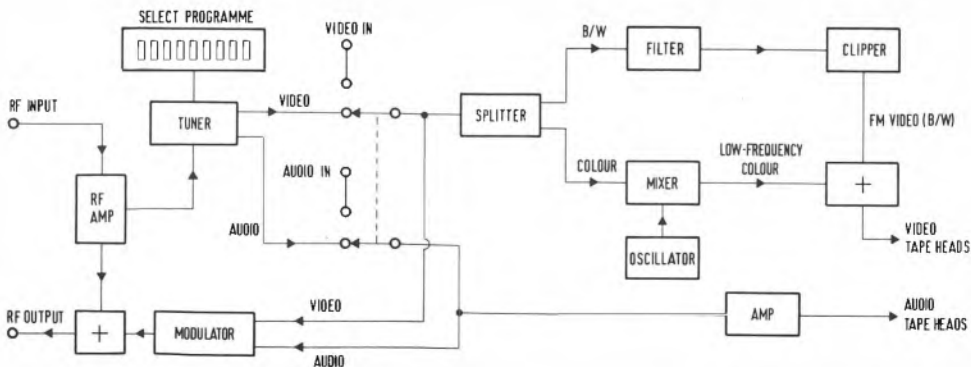 SELECT PROGRAMME
VIDEO IN
B/W
FILTER
CLIPPER
RF INPUT
TUNER
VIDEO
SPLITTER
FM VIDEO (B/W)
AUDIO IN
COLOUR
MIXER
LOW-FREQUENCY
COLOUR
+
RF
AMP
AUDIO
OSCILLATOR
VIDEO
TAPE HEADS
RF OUTPUT
+
MODULATOR
VIDEO
AUDIO
AMP
AUDIO
TAPE HEADS